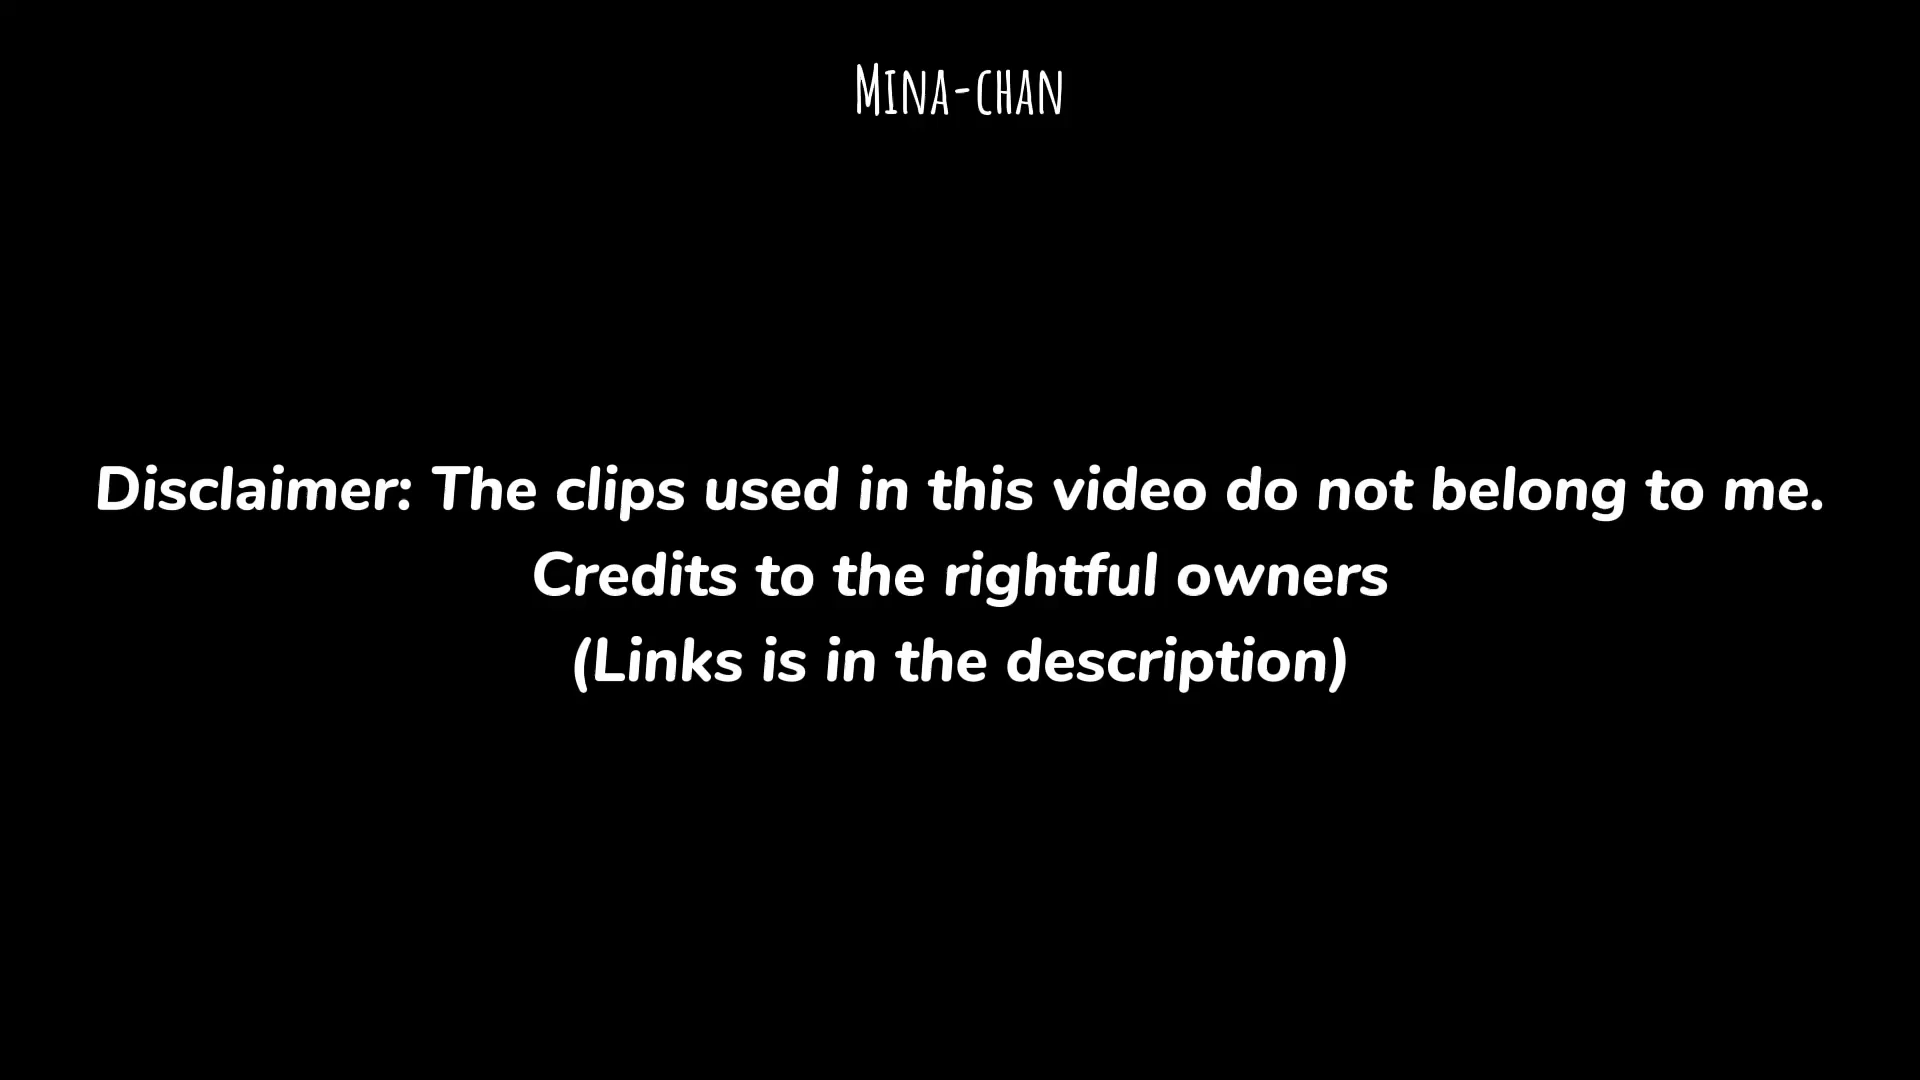 Mina-chan
Disclaimer: The clips used in this video do not belong to me.
Credits to the rightful owners
(Links is in the description)